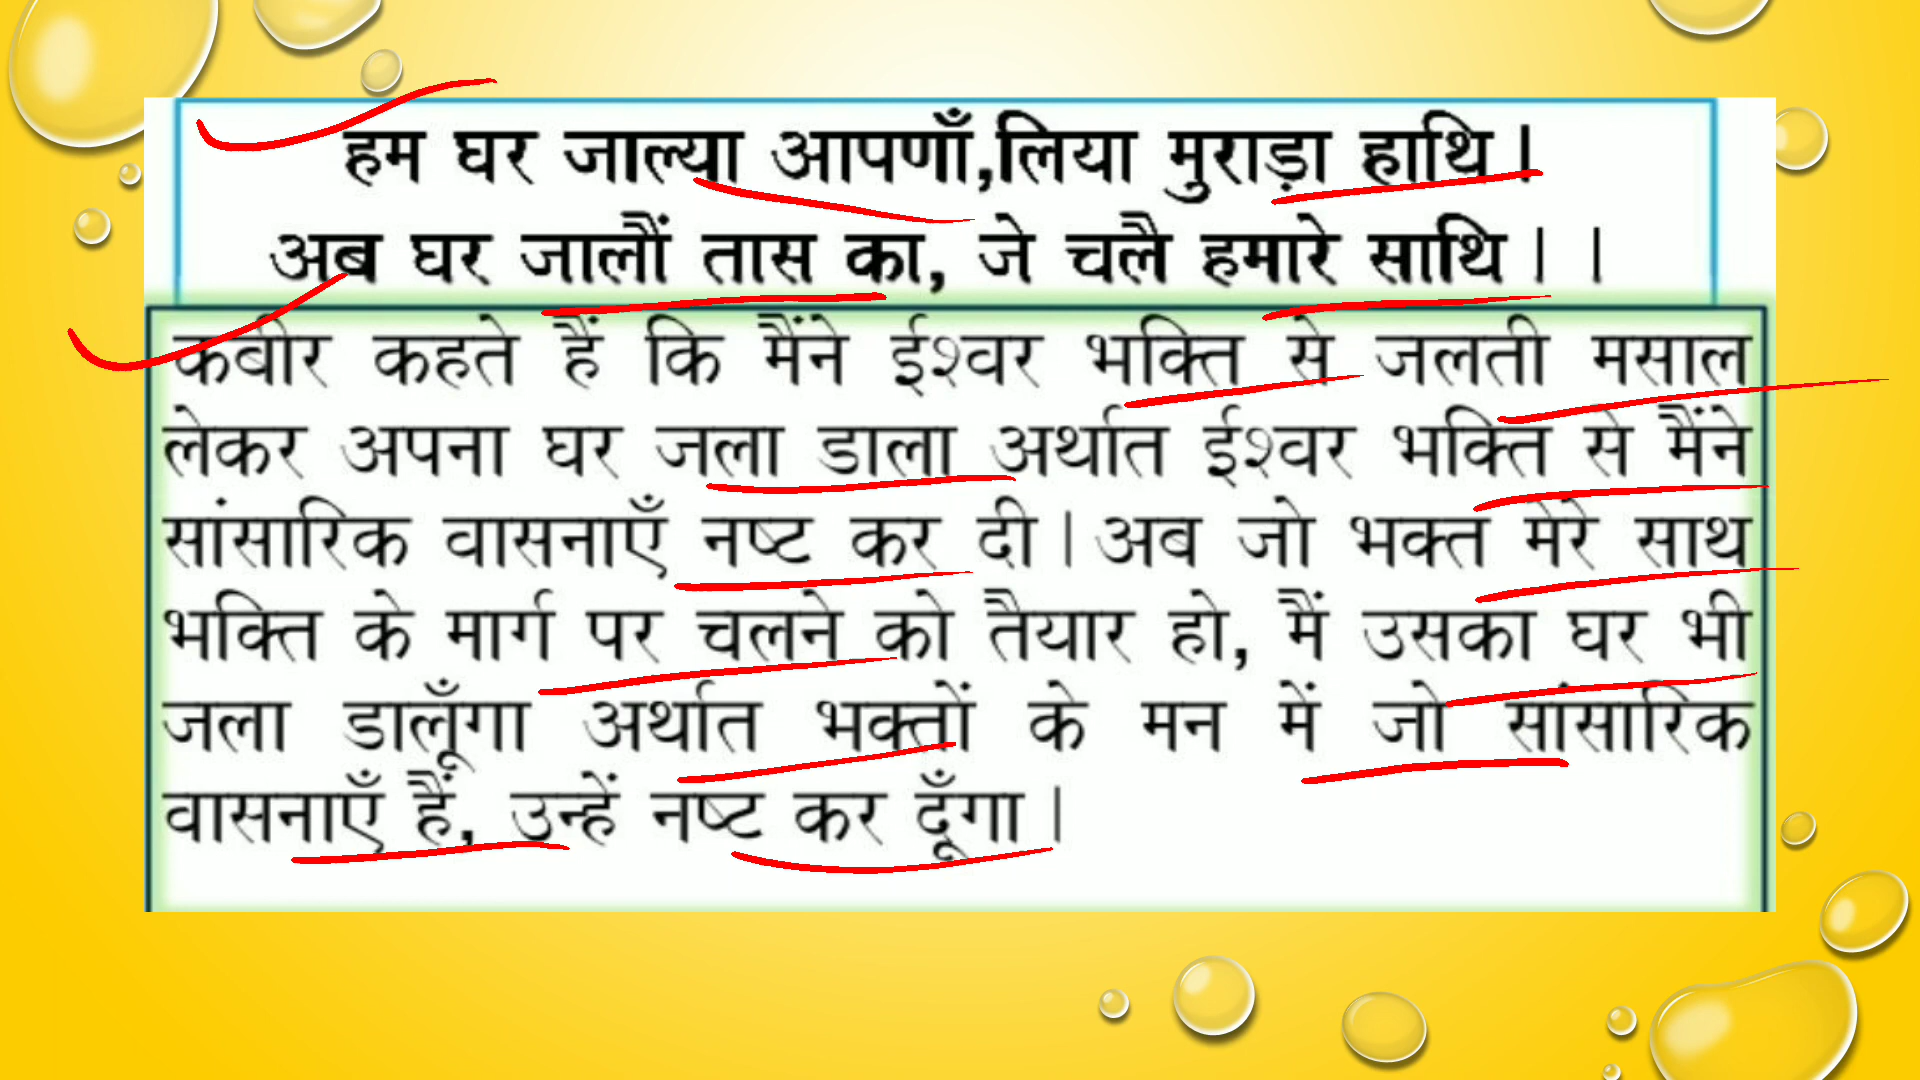 हम घर जाल्या आपणाँ,लिया मुराड़ा हाथि |
अब घर जालौं तास का, जे चलै हमारे साथि | |
कबीर कहते हैं कि मैंने ईश्वर भक्ति से जलती मसाल
लेकर अपना घर जला डाला अर्थात ईश्वर भक्ति से मैंने
सांसारिक वासनाएँ नष्ट कर दी | अब जो भक्त मेरे साथ
भक्ति के मार्ग पर चलने को तैयार हो, मैं उसका घर भी
जला डालूँगा अर्थात भक्तों के मन में जो सांसारिक
वासनाएँ हैं, उन्हें नष्ट कर दूँगा |